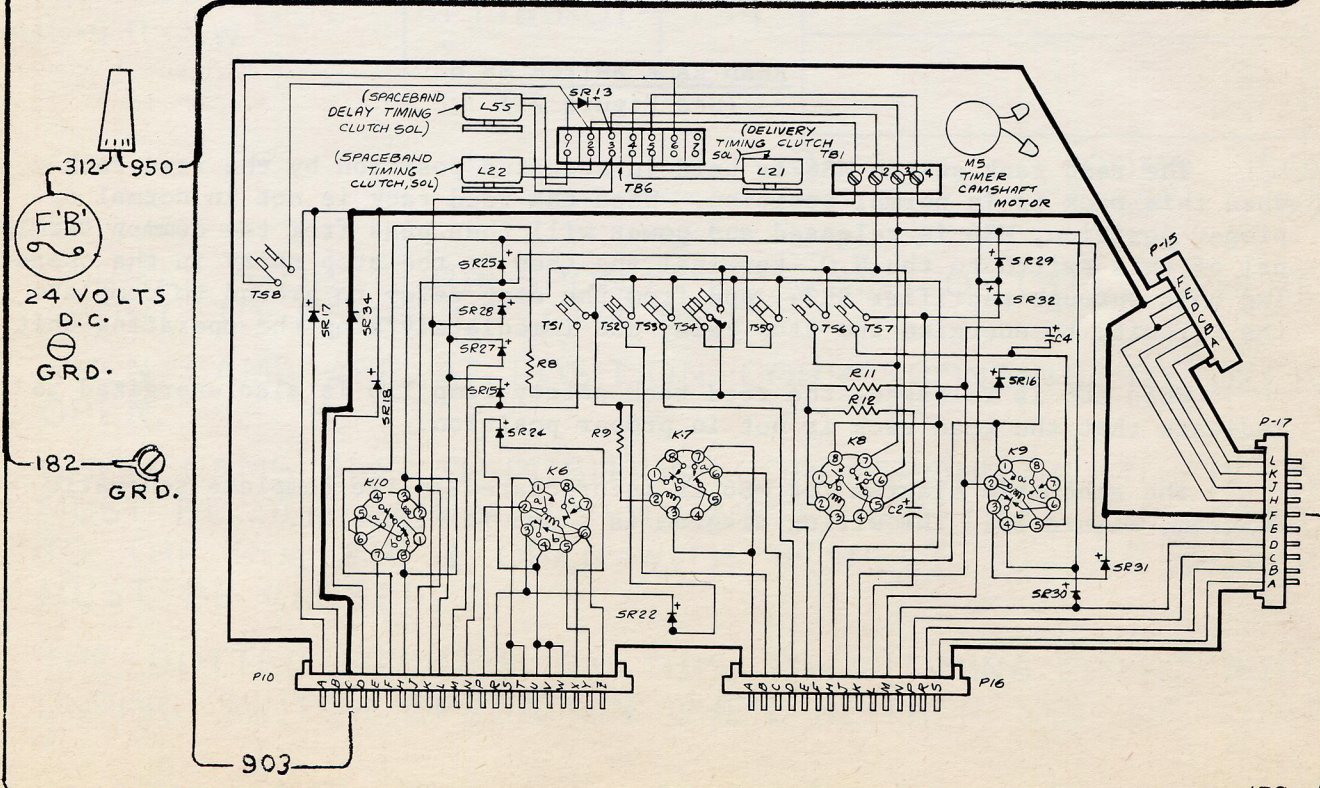 312 950
F'B'
24 VOLTS
D.C.
GRD.
182
GRD.
903
(SPACEBAND
DELAY TIMING
CLUTCH SOL)
L55
SR13
(SPACEBAND
TIMING
CLUTCH, SOL)
L22
1 2 3 4 5 6 7
TB6
(DELIVERY
TIMING CLUTCH
SOL)
L21
TB1
1 2 3 4
M5
TIMER
CAMSHAFT
MOTOR
P-15
F E D C B A
TS8
SR17
SR34
SR25
SR28
SR27
SR15
SR24
SR18
R8
R9
TS1
TS2
TS3
TS4
TS5
TS6
TS7
SR29
SR32
C4
SR16
R11
R12
K10
K6
K7
K8
K9
C2
SR22
SR31
SR30
P-17
L
K
J
H
F
E
D
C
B
A
P10
A B C D E F H J K L M N P R S T U V W X Y Z
P16
A B C D E F H J K L M N P R S